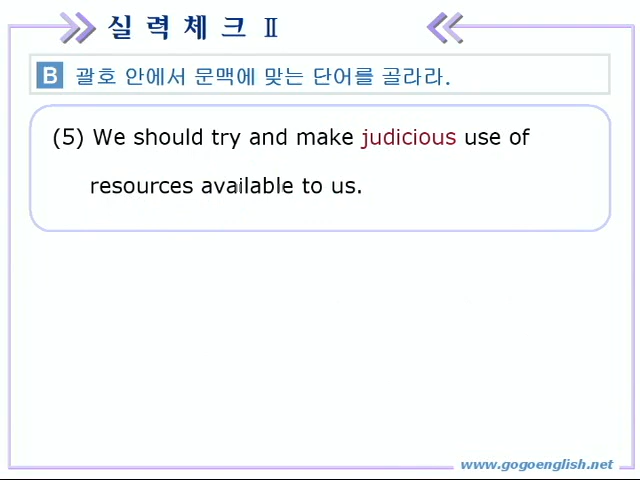 실 력 체 크 Ⅱ
B 괄호 안에서 문맥에 맞는 단어를 골라라.
(5) We should try and make judicious use of
resources available to us.
www.gogoenglish.net